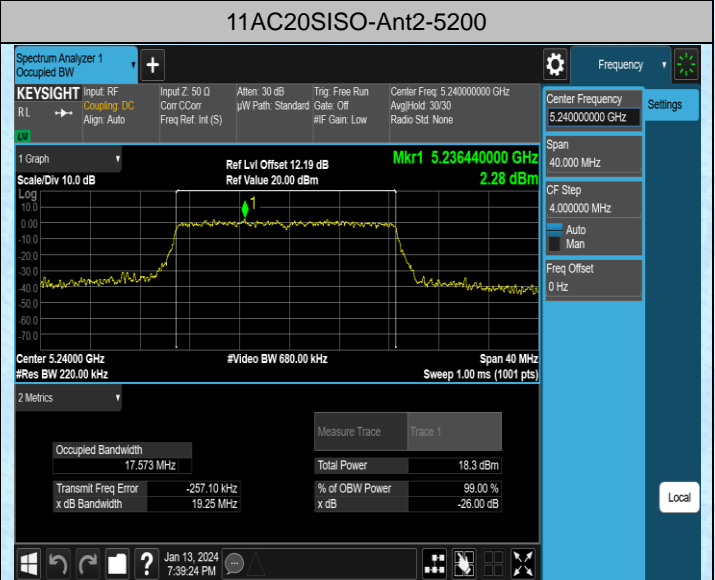 11AC20SISO-Ant2-5200
Spectrum Analyzer 1
Occupied BW
Frequency
KEYSIGHT
RL
LXI
Input: RF
Coupling: DC
Align: Auto
Input Z: 50 Ω
Corr CCorr
Freq Ref: Int (S)
Atten: 30 dB
µW Path: Standard
Trig: Free Run
Gate: Off
#IF Gain: Low
Center Freq: 5.240000000 GHz
Avg|Hold: 30/30
Radio Std: None
Center Frequency
5.240000000 GHz
Settings
Span
40.000 MHz
CF Step
4.000000 MHz
Auto
Man
Freq Offset
0 Hz
1 Graph
Scale/Div 10.0 dB
Ref Lvl Offset 12.19 dB
Ref Value 20.00 dBm
Mkr1 5.236440000 GHz
2.28 dBm
Log
10.0
0.00
-10.0
-20.0
-30.0
-40.0
-50.0
-60.0
-70.0
1
Center 5.24000 GHz
#Res BW 220.00 kHz
#Video BW 680.00 kHz
Span 40 MHz
Sweep 1.00 ms (1001 pts)
2 Metrics
Measure Trace Trace 1
Occupied Bandwidth
17.573 MHz
Total Power 18.3 dBm
Transmit Freq Error -257.10 kHz
% of OBW Power 99.00 %
x dB Bandwidth 19.25 MHz
x dB -26.00 dB
Local
?
Jan 13, 2024
7:39:24 PM